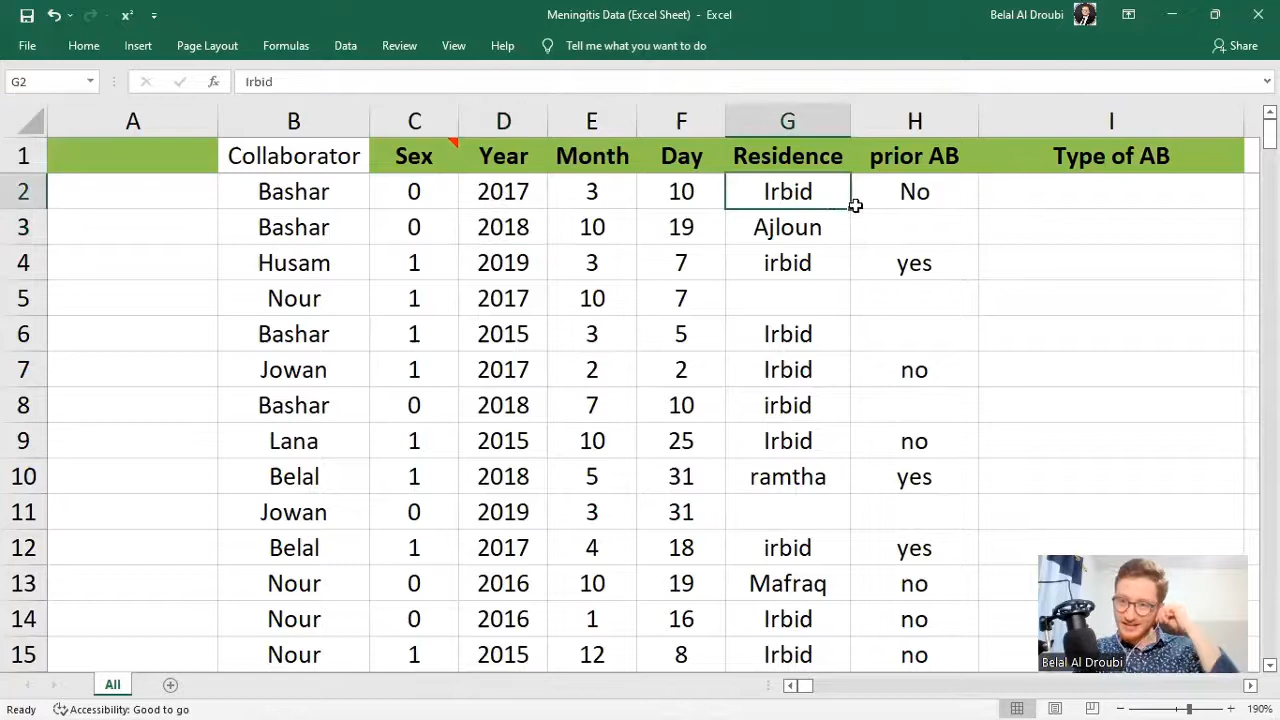 Meningitis Data (Excel Sheet) - Excel
Belal Al Droubi
File Home Insert Page Layout Formulas Data Review View Help Tell me what you want to do Share
G2 fx Irbid
A B C D E F G H I
1 Collaborator Sex Year Month Day Residence prior AB Type of AB
2 Bashar 0 2017 3 10 Irbid No
3 Bashar 0 2018 10 19 Ajloun
4 Husam 1 2019 3 7 irbid yes
5 Nour 1 2017 10 7
6 Bashar 1 2015 3 5 Irbid
7 Jowan 1 2017 2 2 Irbid no
8 Bashar 0 2018 7 10 irbid
9 Lana 1 2015 10 25 Irbid no
10 Belal 1 2018 5 31 ramtha yes
11 Jowan 0 2019 3 31
12 Belal 1 2017 4 18 irbid yes
13 Nour 0 2016 10 19 Mafraq no
14 Nour 0 2016 1 16 Irbid no
15 Nour 1 2015 12 8 Irbid no
Belal Al Droubi
All
Ready Accessibility: Good to go 190%